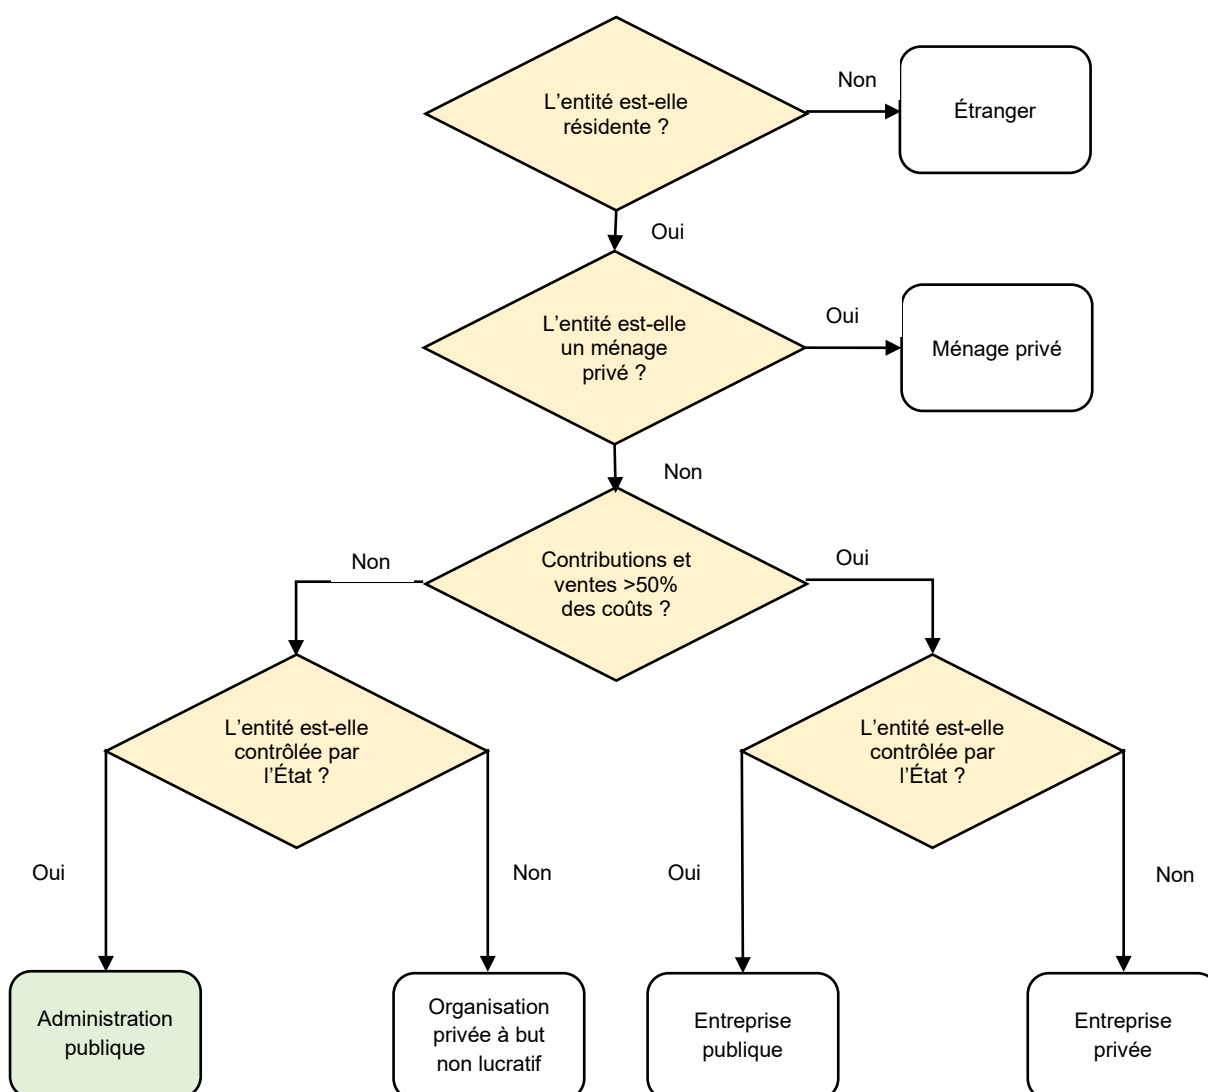 L’entité est-elle
résidente ?
Non
Étranger
Oui
L’entité est-elle
un ménage
privé ?
Oui
Ménage privé
Non
Contributions et
ventes >50%
des coûts ?
Non
Oui
L’entité est-elle
contrôlée par
l’État ?
L’entité est-elle
contrôlée par
l’État ?
Oui
Non
Oui
Non
Administration
publique
Organisation
privée à but
non lucratif
Entreprise
publique
Entreprise
privée